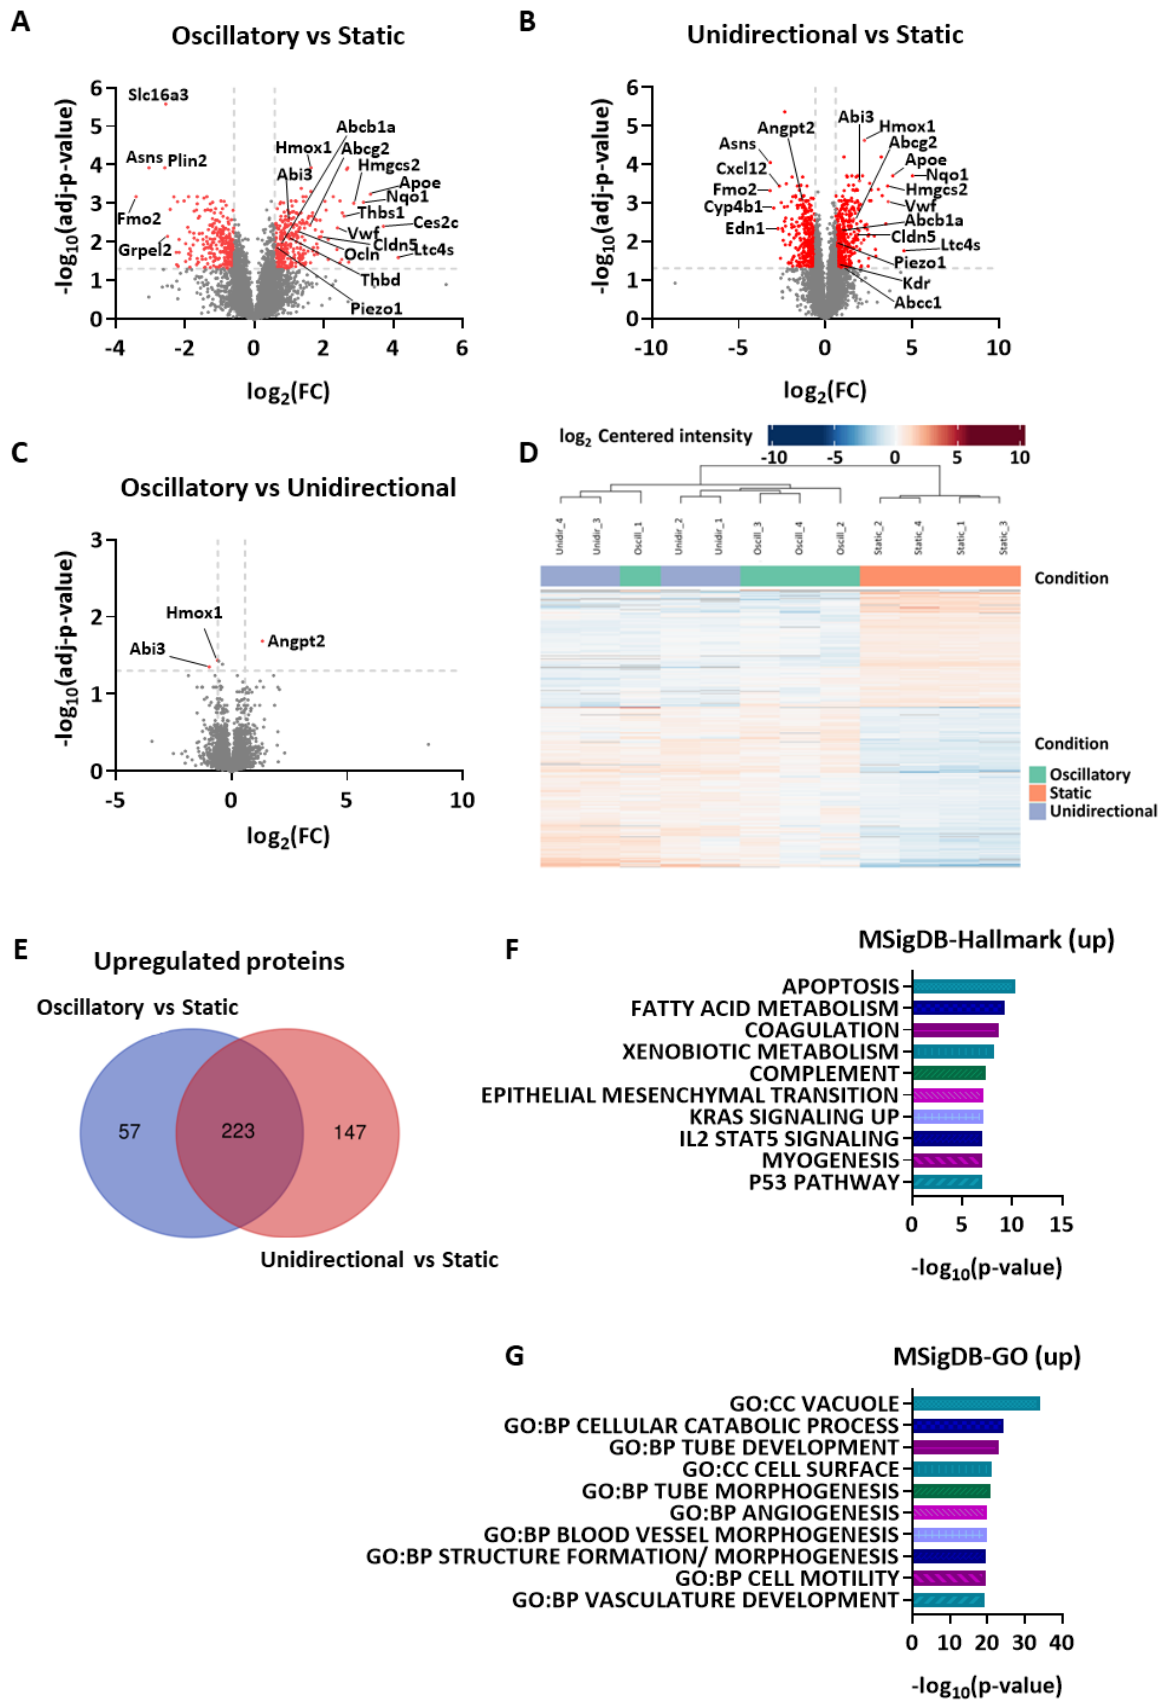 A
Oscillatory vs Static
-log10(adj-p-value)
6
5
4
3
2
1
0
Slc16a3
Asns
Plin2
Fmo2
Grpel2
Hmox1
Abi3
Abcb1a
Abcg2
Hmgcs2
Apoe
Nqo1
Thbs1
Ces2c
Vwf
Cldn5
Ltc4s
Ocln
Thbd
Piezo1
-4 -2 0 2 4 6
log2(FC)
B
Unidirectional vs Static
-log10(adj-p-value)
6
5
4
3
2
1
0
Angpt2
Asns
Cxcl12
Fmo2
Cyp4b1
Edn1
Abi3
Hmox1
Abcg2
Apoe
Nqo1
Hmgcs2
Vwf
Abcb1a
Cldn5
Ltc4s
Piezo1
Kdr
Abcc1
-10 -5 0 5 10
log2(FC)
C
Oscillatory vs Unidirectional
-log10(adj-p-value)
3
2
1
0
Hmox1
Abi3
Angpt2
-5 0 5 10
log2(FC)
D
log2 Centered intensity
-10 -5 0 5 10
Unidir_4
Unidir_3
Oscill_1
Unidir_2
Unidir_1
Oscill_3
Oscill_4
Oscill_2
Static_2
Static_4
Static_1
Static_3
Condition
Condition
Oscillatory
Static
Unidirectional
E
Upregulated proteins
Oscillatory vs Static
57 223 147
Unidirectional vs Static
F
MSigDB-Hallmark (up)
APOPTOSIS
FATTY ACID METABOLISM
COAGULATION
XENOBIOTIC METABOLISM
COMPLEMENT
EPITHELIAL MESENCHYMAL TRANSITION
KRAS SIGNALING UP
IL2 STAT5 SIGNALING
MYOGENESIS
P53 PATHWAY
0 5 10 15
-log10(p-value)
G
MSigDB-GO (up)
GO:CC VACUOLE
GO:BP CELLULAR CATABOLIC PROCESS
GO:BP TUBE DEVELOPMENT
GO:CC CELL SURFACE
GO:BP TUBE MORPHOGENESIS
GO:BP ANGIOGENESIS
GO:BP BLOOD VESSEL MORPHOGENESIS
GO:BP STRUCTURE FORMATION/ MORPHOGENESIS
GO:BP CELL MOTILITY
GO:BP VASCULATURE DEVELOPMENT
0 10 20 30 40
-log10(p-value)